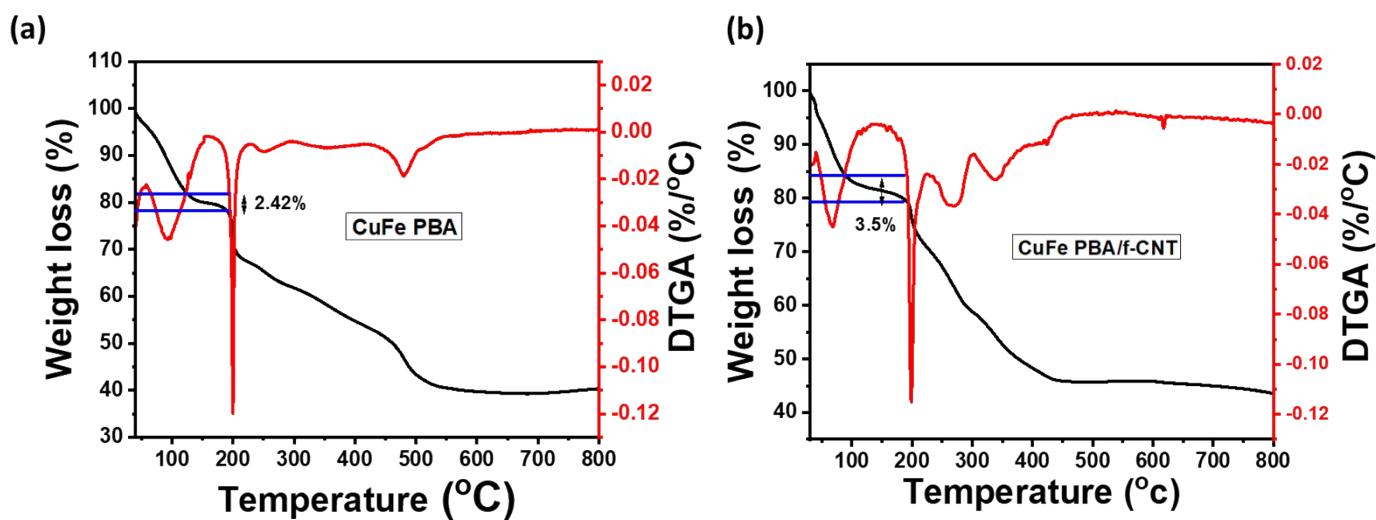 (a)
110
100
90
80
70
60
50
40
30
Weight loss (%)
2.42%
CuFe PBA
0.02
0.00
-0.02
-0.04
-0.06
-0.08
-0.10
-0.12
DTGA (%/ºC)
100 200 300 400 500 600 700 800
Temperature (ºC)
(b)
100
90
80
70
60
50
40
Weight loss (%)
3.5%
CuFe PBA/f-CNT
0.02
0.00
-0.02
-0.04
-0.06
-0.08
-0.10
-0.12
DTGA (%/ºC)
100 200 300 400 500 600 700 800
Temperature (ºc)